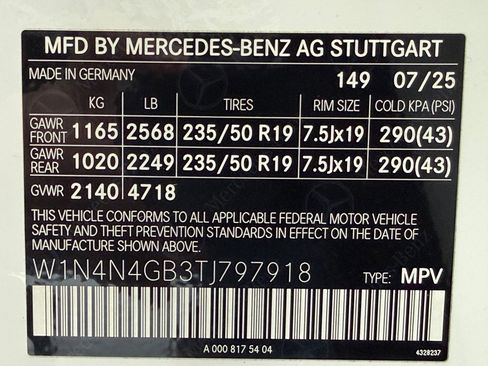 MFD BY MERCEDES-BENZ AG STUTTGART
MADE IN GERMANY 149 07/25
KG LB TIRES RIM SIZE COLD KPA (PSI)
GAWR FRONT 1165 2568 235/50 R19 7.5Jx19 290(43)
GAWR REAR 1020 2249 235/50 R19 7.5Jx19 290(43)
GVWR 2140 4718
THIS VEHICLE CONFORMS TO ALL APPLICABLE FEDERAL MOTOR VEHICLE
SAFETY AND THEFT PREVENTION STANDARDS IN EFFECT ON THE DATE OF
MANUFACTURE SHOWN ABOVE.
W1N4N4GB3TJ797918 TYPE: MPV
A 000 817 54 04
4328237